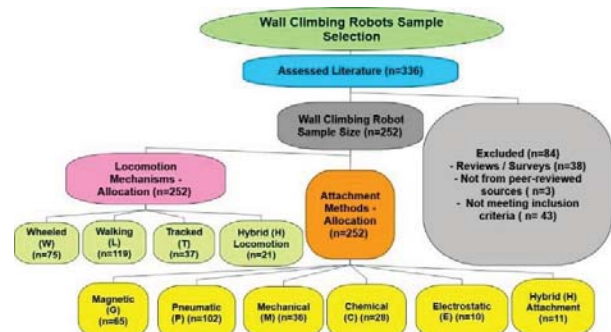 Wall Climbing Robots Sample
Selection
Assessed Literature (n=336)
Wall Climbing Robot
Sample Size (n=252)
Excluded (n=84)
- Reviews / Surveys (n=38)
- Not from peer-reviewed
sources ( n=3)
- Not meeting inclusion
criteria ( n= 43)
Locomotion
Mechanisms -
Allocation (n=252)
Attachment
Methods -
Allocation
(n=252)
Wheeled
(W)
(n=75)
Walking
(L)
(n=119)
Tracked
(T)
(n=37)
Hybrid (H)
Locomotion
(n=21)
Magnetic
(G)
(n=65)
Pneumatic
(P) (n=102)
Mechanical
(M) (n=36)
Chemical
(C) (n=28)
Electrostatic
(E) (n=10)
Hybrid (H)
Attachment
(n=11)